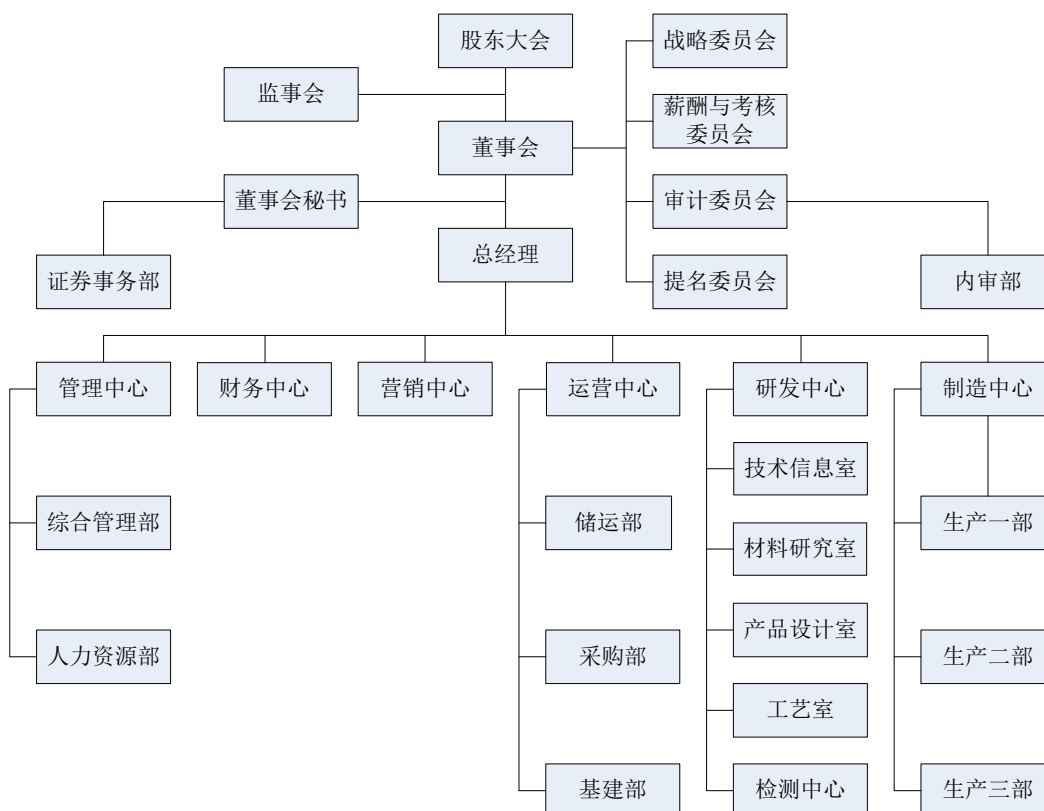 股东大会
战略委员会
监事会
薪酬与考核
委员会
董事会
董事会秘书
审计委员会
总经理
证券事务部
提名委员会
内审部
管理中心
财务中心
营销中心
运营中心
研发中心
制造中心
技术信息室
综合管理部
储运部
生产一部
材料研究室
产品设计室
人力资源部
采购部
生产二部
工艺室
基建部
检测中心
生产三部